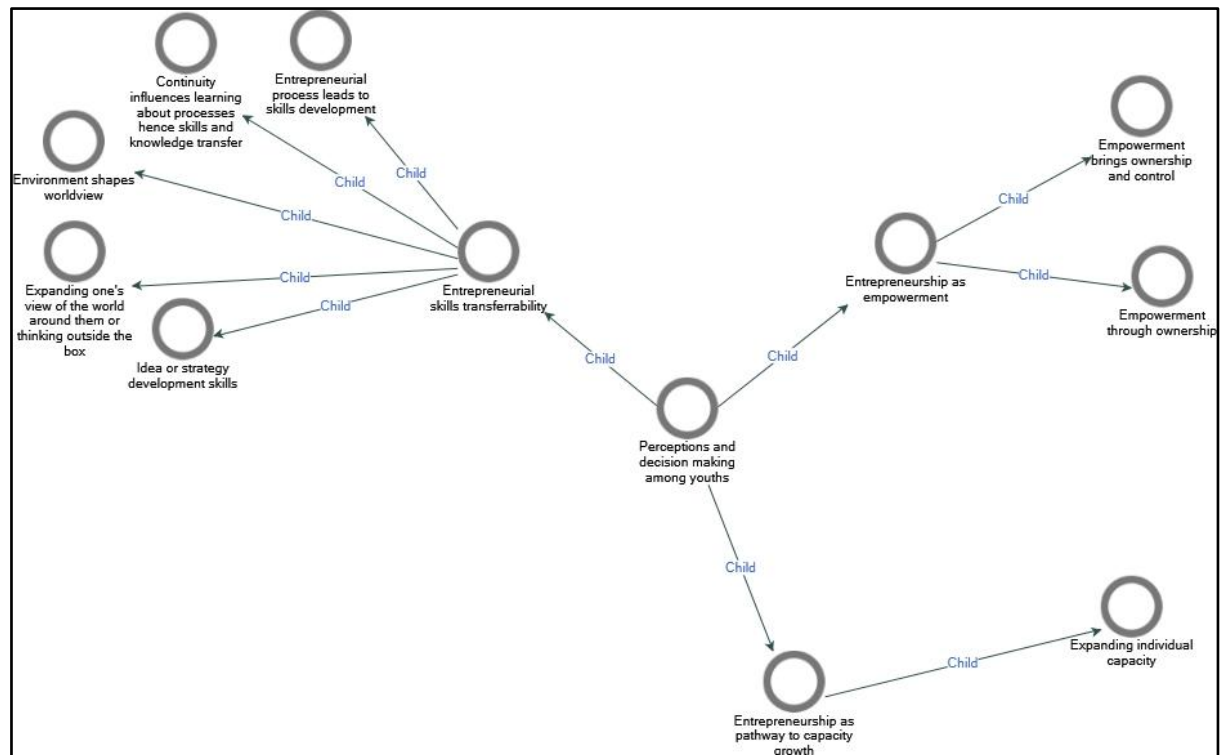 Continuity
influences learning
about processes
hence skills and
knowledge transfer
Entrepreneurial
process leads to
skills development
Environment shapes
worldview
Expanding one's
view of the world
around them or
thinking outside the
box
Idea or strategy
development skills
Child
Child
Child
Child
Child
Entrepreneurial
skills transferrability
Child
Child
Perceptions and
decision making
among youths
Entrepreneurship as
empowerment
Child
Child
Empowerment
brings ownership
and control
Empowerment
through ownership
Child
Entrepreneurship as
pathway to capacity
growth
Child
Expanding individual
capacity